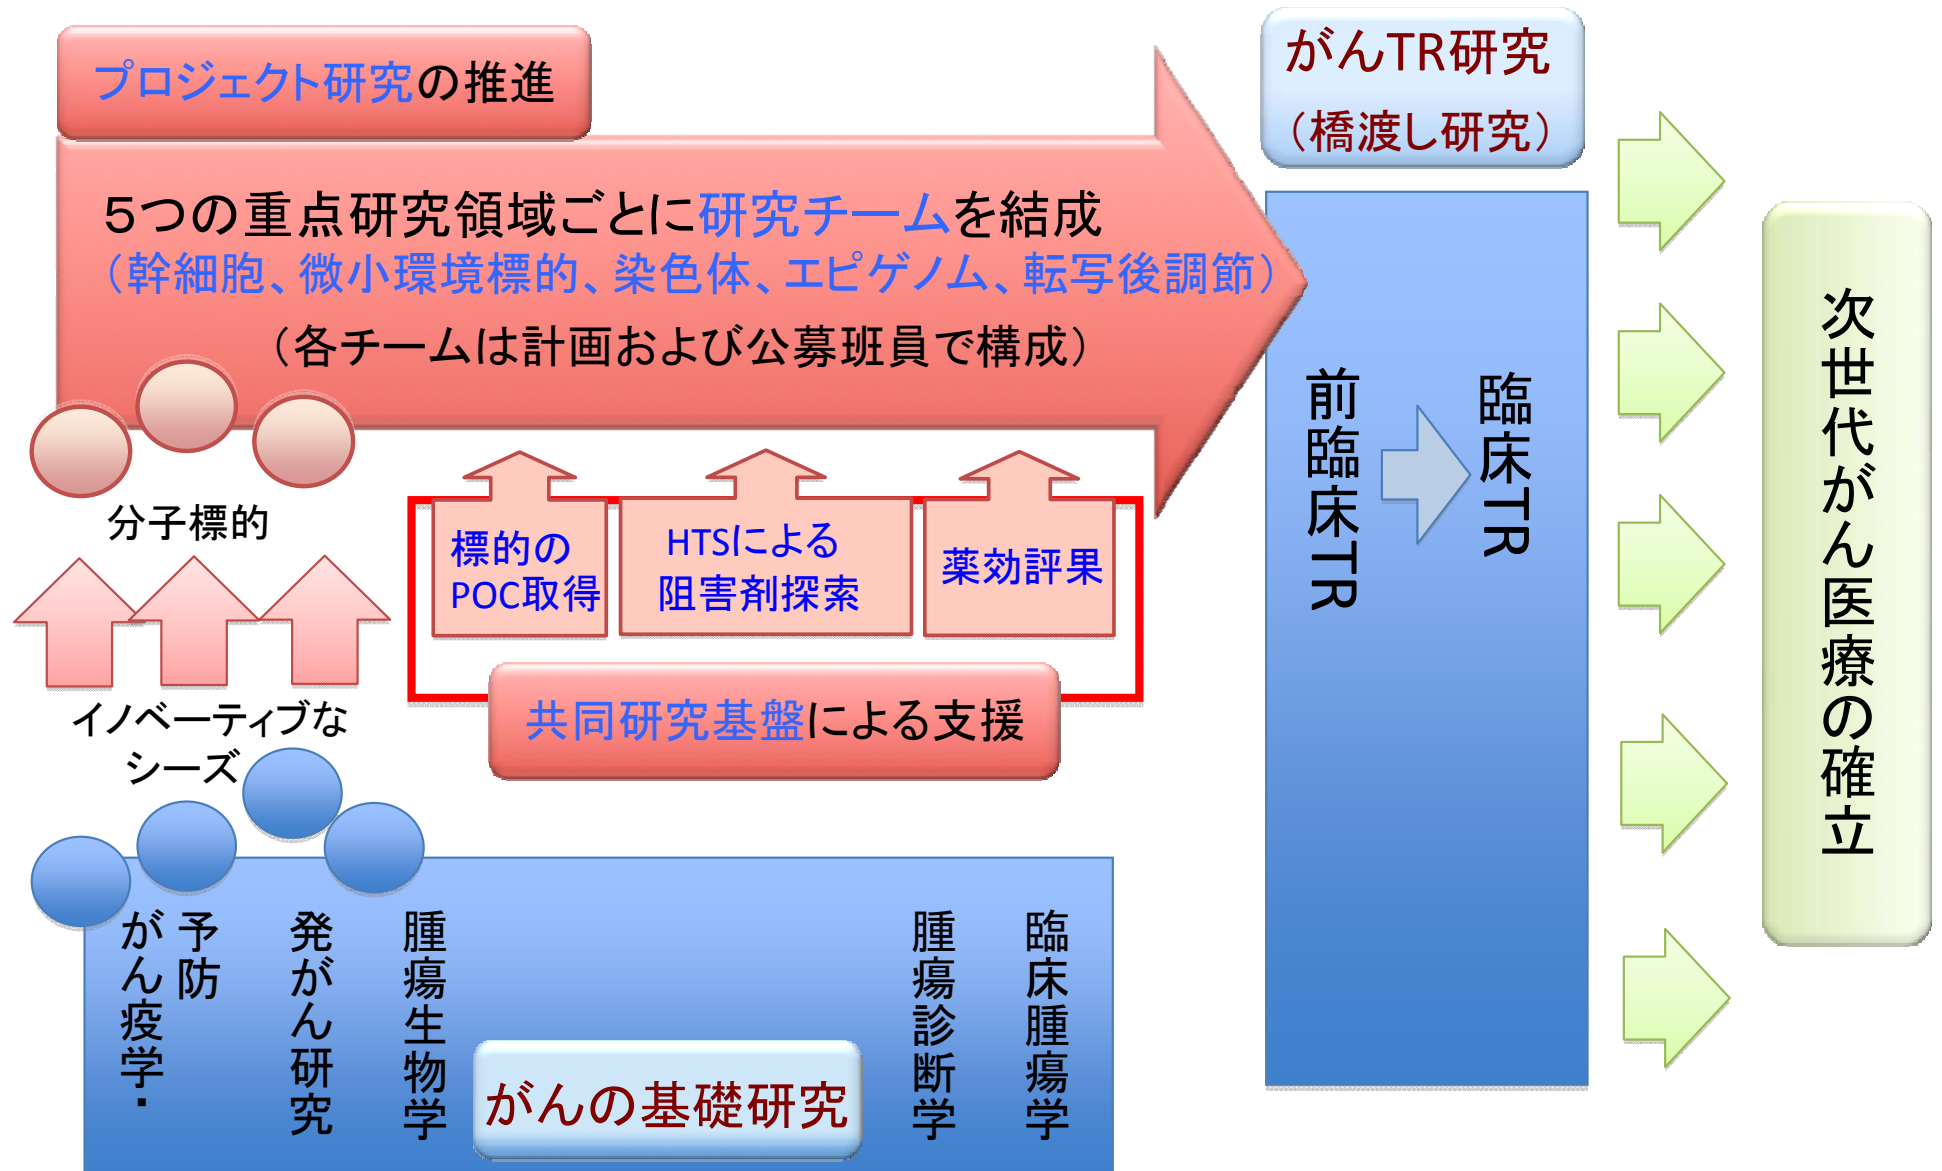 プロジェクト研究の推進
５つの重点研究領域ごとに研究チームを結成
（幹細胞、微小環境標的、染色体、エピゲノム、転写後調節）
（各チームは計画および公募班員で構成）
分子標的
標的の
POC取得
HTSによる
阻害剤探索
薬効評果
共同研究基盤による支援
イノベーティブな
シーズ
がん疫学・
予防
発がん研究
腫瘍生物学
がんの基礎研究
腫瘍診断学
臨床腫瘍学
がんTR研究
（橋渡し研究）
前臨床TR
臨床TR
次世代がん医療の確立